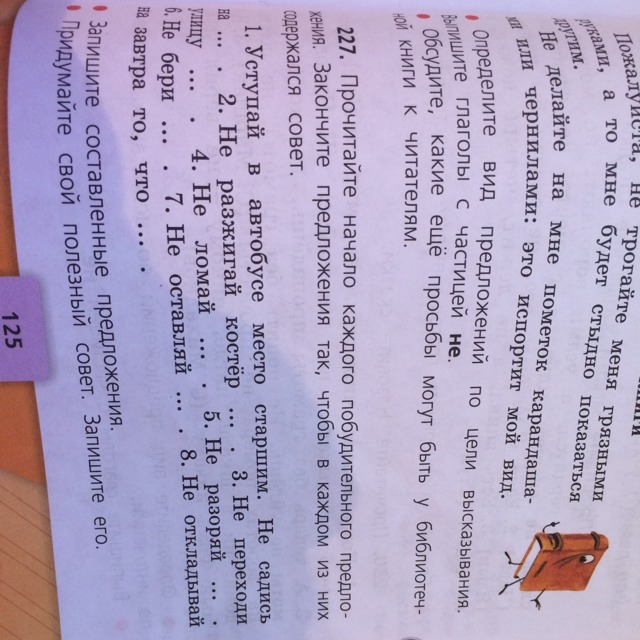 Пожалуйста, не трогайте меня грязными
руками, а то мне будет стыдно показаться
другим.
Не делайте на мне пометок карандаша-
ми или чернилами: это испортит мой вид.
• Определите вид предложений по цели высказывания.
Выпишите глаголы с частицей не.
• Обсудите, какие ещё просьбы могут быть у библиотеч-
ной книги к читателям.
227. Прочитайте начало каждого побудительного предло-
жения. Закончите предложения так, чтобы в каждом из них
содержался совет.
1. Уступай в автобусе место старшим. Не садись
на ... . 2. Не разжигай костёр ... . 3. Не переходи
улицу ... . 4. Не ломай ... . 5. Не разоряй ... .
6. Не бери ... . 7. Не оставляй ... . 8. Не откладывай
на завтра то, что ... .
• Запишите составленные предложения.
• Придумайте свой полезный совет. Запишите его.
125